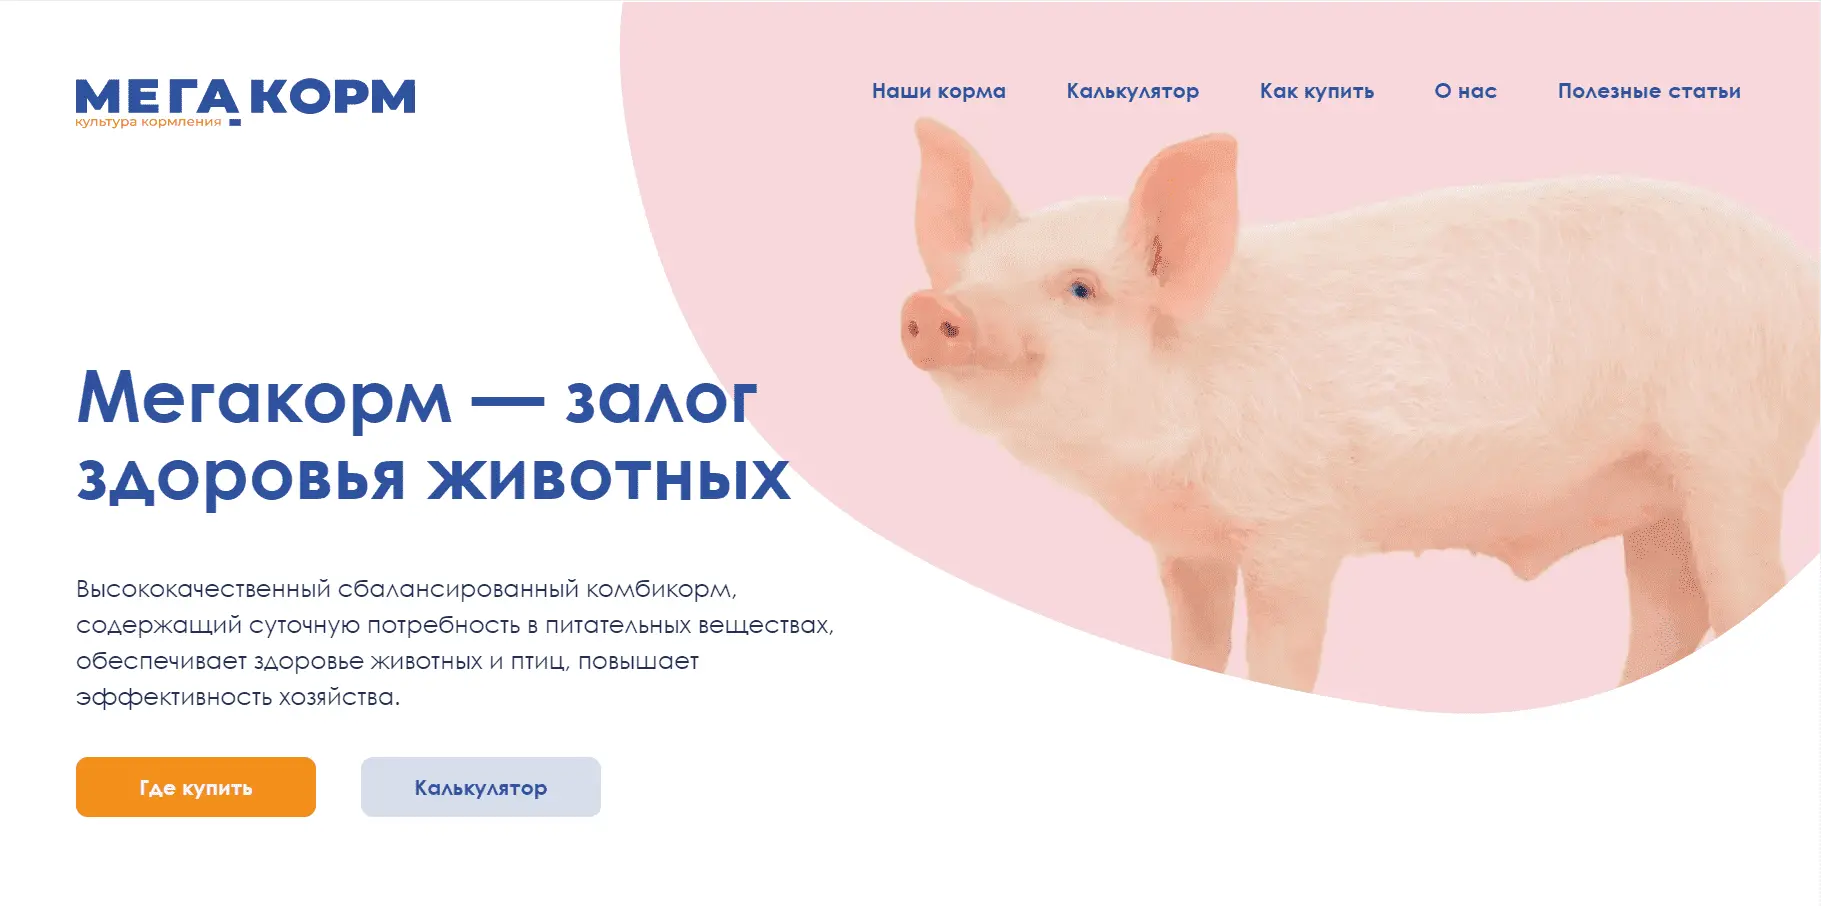 МЕГАКОРМ
культура кормления
Наши корма Калькулятор Как купить О нас Полезные статьи
Мегакорм — залог
здоровья животных
Высококачественный сбалансированный комбикорм,
содержащий суточную потребность в питательных веществах,
обеспечивает здоровье животных и птиц, повышает
эффективность хозяйства.
Где купить Калькулятор